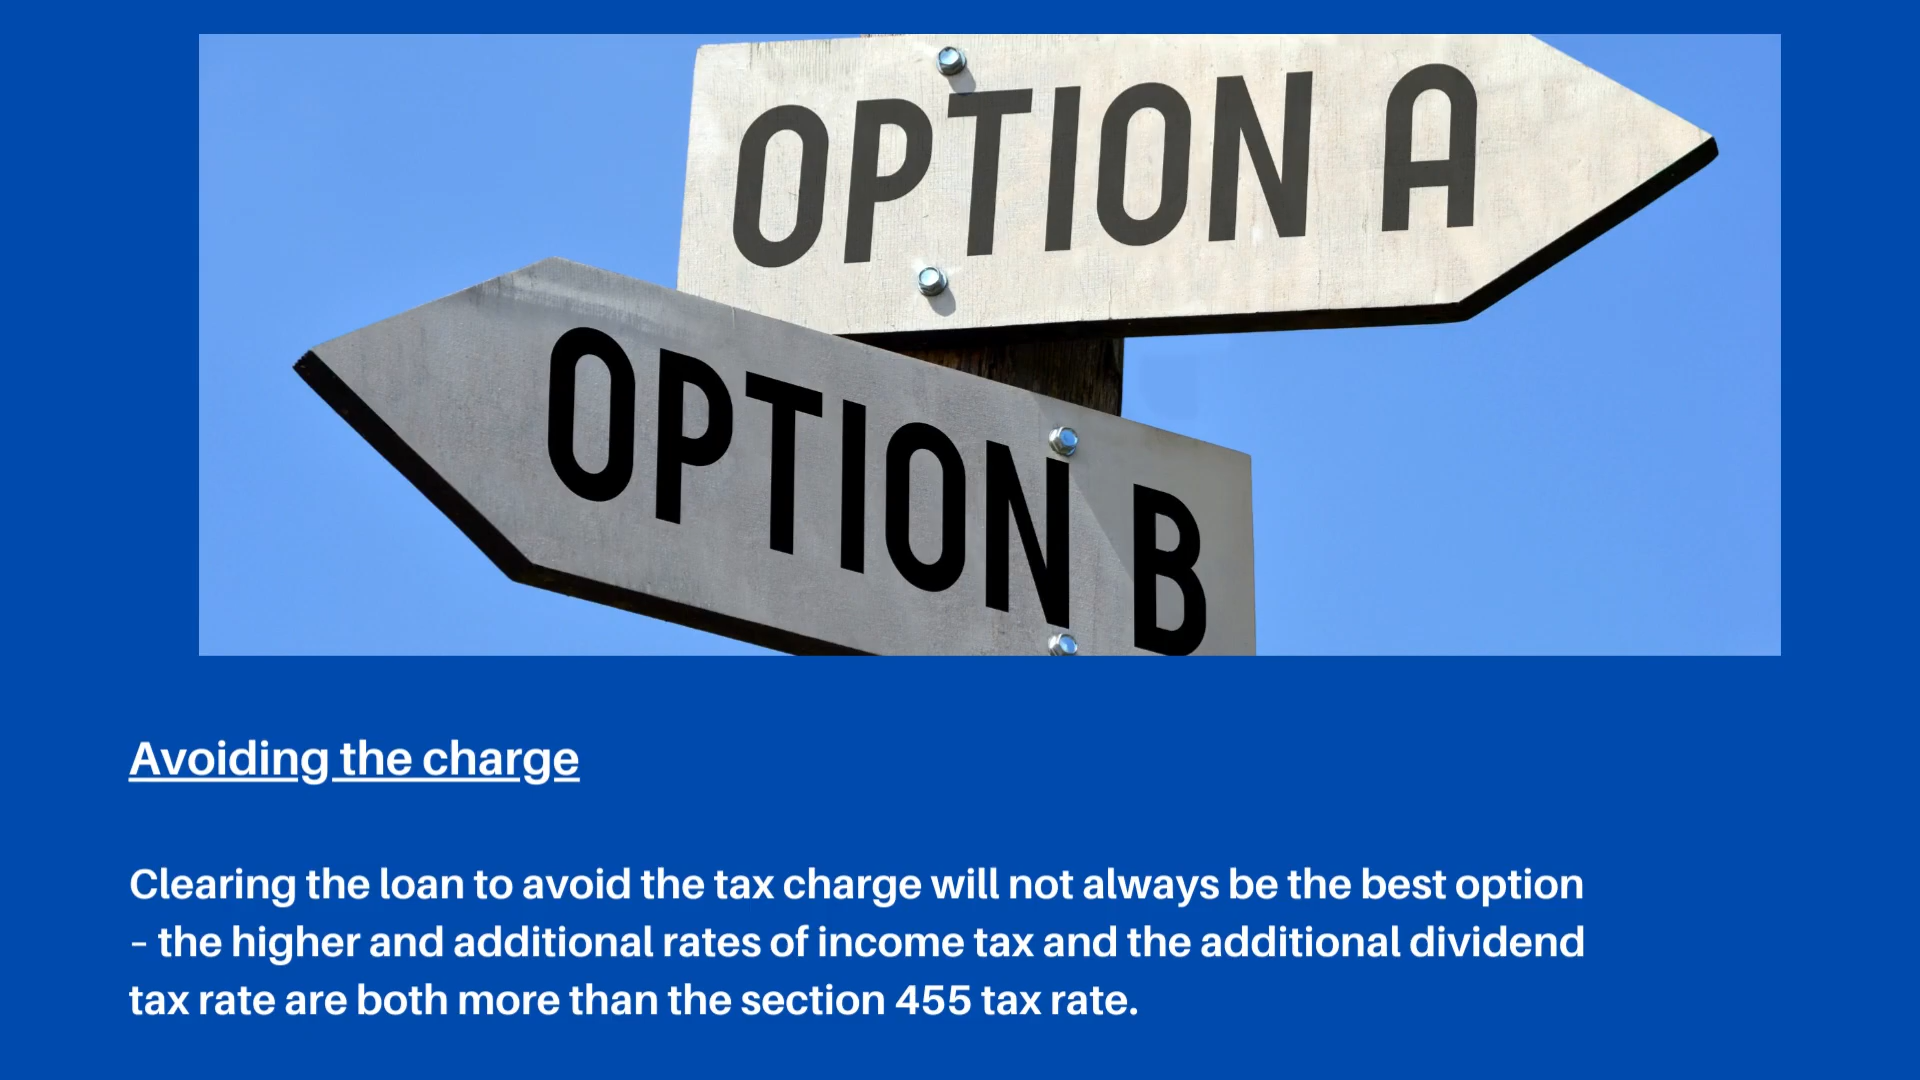 OPTION A
OPTION B
Avoiding the charge
Clearing the loan to avoid the tax charge will not always be the best option
– the higher and additional rates of income tax and the additional dividend
tax rate are both more than the section 455 tax rate.